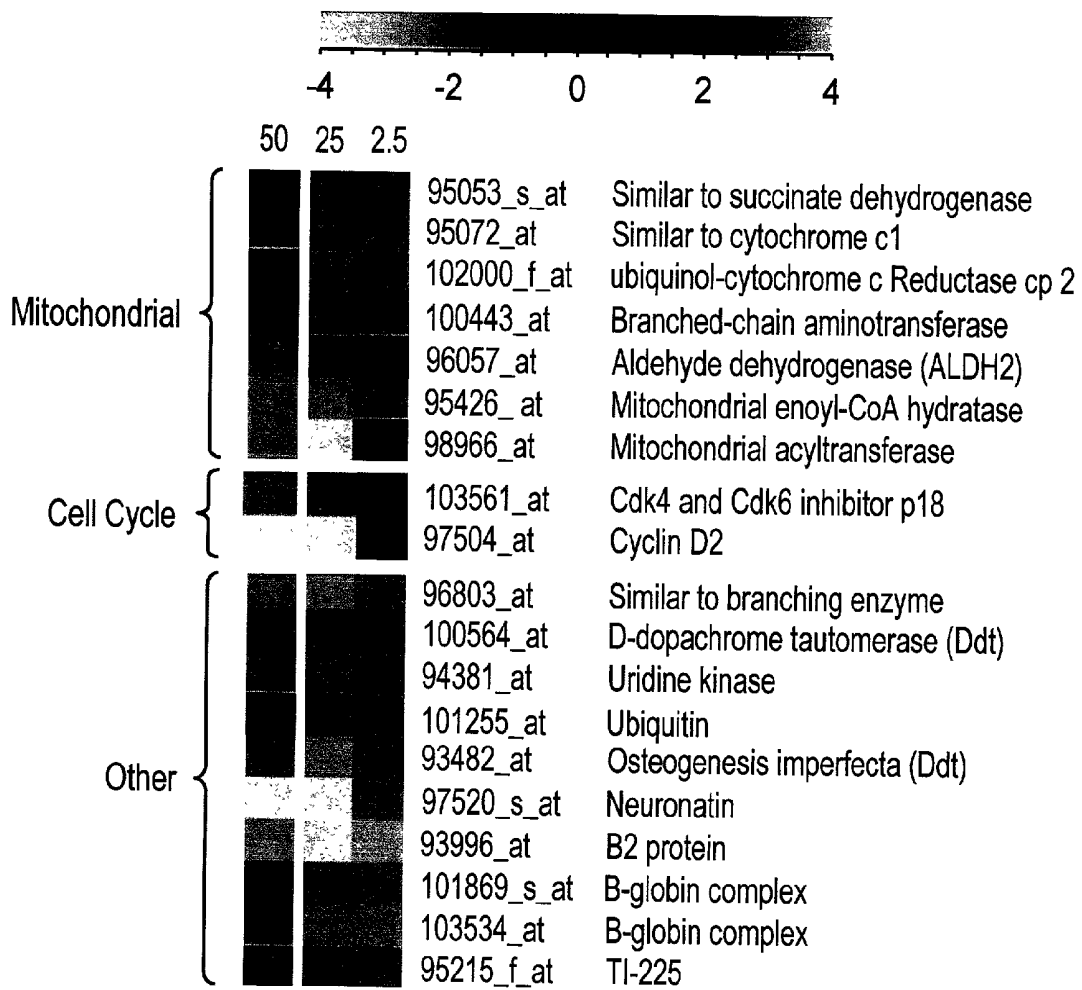 -4 -2 0 2 4
50 25 2.5
Mitochondrial
95053_s_at Similar to succinate dehydrogenase
95072_at Similar to cytochrome c1
102000_f_at ubiquinol-cytochrome c Reductase cp 2
100443_at Branched-chain aminotransferase
96057_at Aldehyde dehydrogenase (ALDH2)
95426_ at Mitochondrial enoyl-CoA hydratase
98966_at Mitochondrial acyltransferase
Cell Cycle
103561_at Cdk4 and Cdk6 inhibitor p18
97504_at Cyclin D2
Other
96803_at Similar to branching enzyme
100564_at D-dopachrome tautomerase (Ddt)
94381_at Uridine kinase
101255_at Ubiquitin
93482_at Osteogenesis imperfecta (Ddt)
97520_s_at Neuronatin
93996_at B2 protein
101869_s_at B-globin complex
103534_at B-globin complex
95215_f_at TI-225